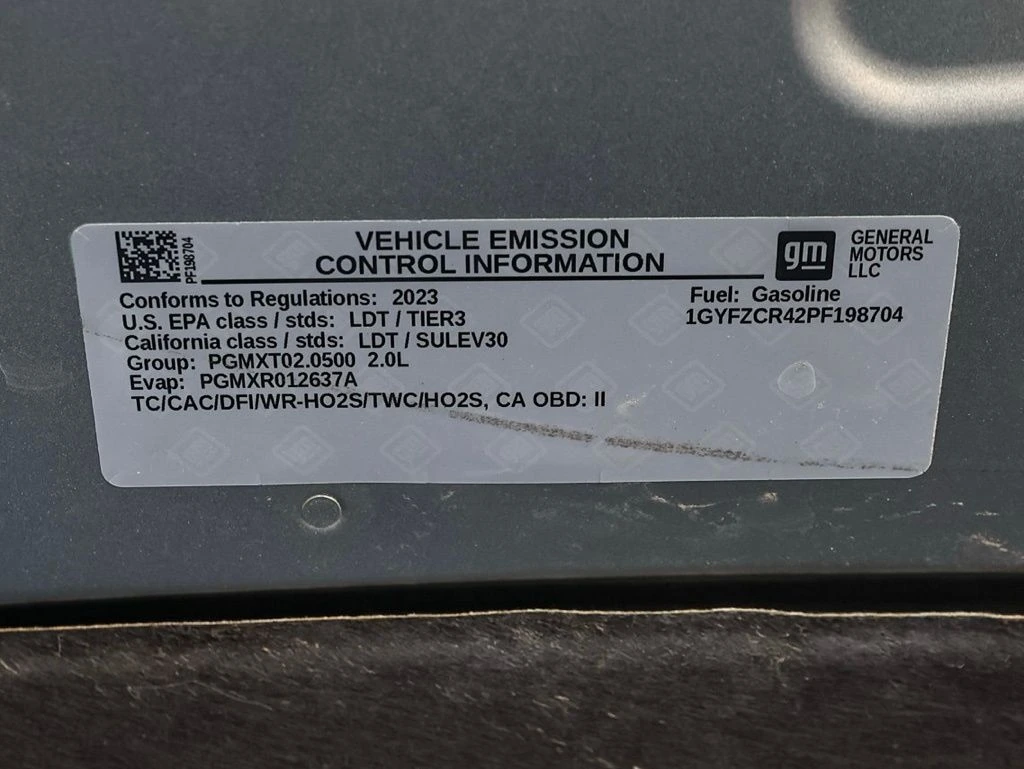 PF198704
VEHICLE EMISSION
CONTROL INFORMATION
gm
GENERAL
MOTORS
LLC
Conforms to Regulations: 2023
U.S. EPA class / stds: LDT / TIER3
California class / stds: LDT / SULEV30
Group: PGMXT02.0500 2.0L
Evap: PGMXR012637A
TC/CAC/DFI/WR-HO2S/TWC/HO2S, CA OBD: II
Fuel: Gasoline
1GYFZCR42PF198704